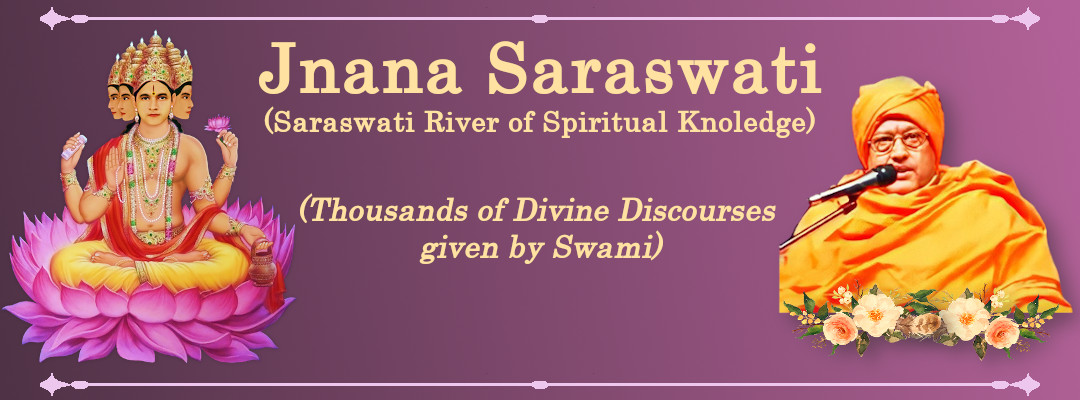 Jnana Saraswati
(Saraswati River of Spiritual Knoledge)
(Thousands of Divine Discourses
given by Swami)